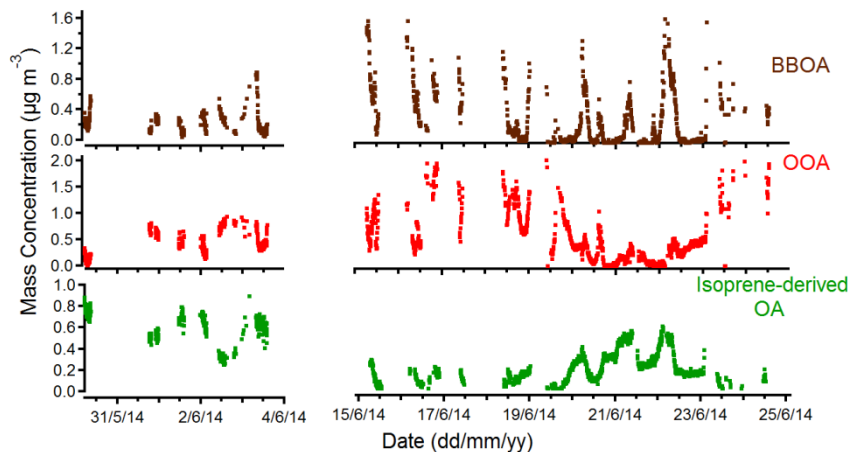 1.6
1.2
0.8
0.4
0.0
BBOA
2.0
1.5
1.0
0.5
0.0
OOA
1.0
0.8
0.6
0.4
0.2
0.0
Isoprene-derived
OA
Mass Concentration (µg m⁻³)
31/5/14 2/6/14 4/6/14 15/6/14 17/6/14 19/6/14 21/6/14 23/6/14 25/6/14
Date (dd/mm/yy)